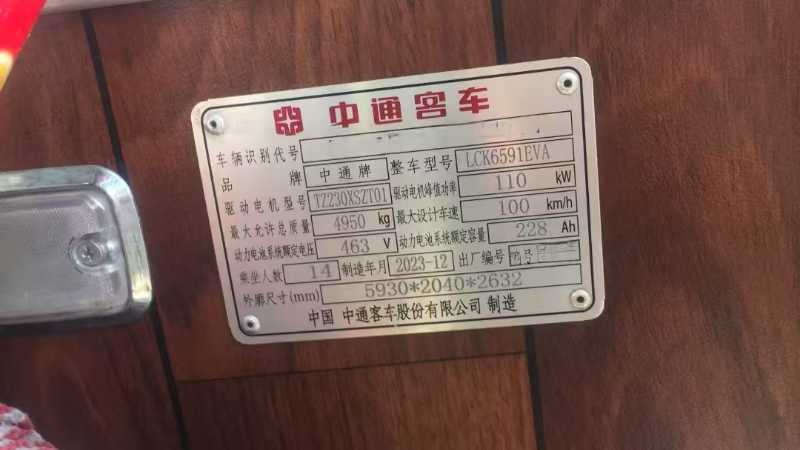 中通客车
车辆识别代号
品牌 中通牌 整车型号 LCK6591EVA
驱动电机型号 TZ230XSZT01 驱动电机峰值功率 110 kW
最大允许总质量 4950 kg 最大设计车速 100 km/h
动力电池系统额定电压 463 V 动力电池系统额定容量 228 Ah
乘坐人数 14 制造年月 2023-12 出厂编号
外廓尺寸(mm) 5930*2040*2632
中国 中通客车股份有限公司 制造